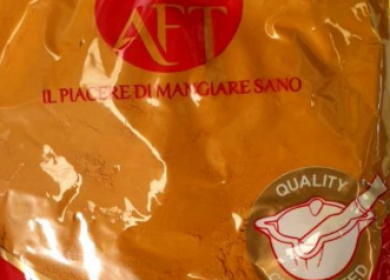 AFT
IL PIACERE DI MANGIARE SANO
QUALITY